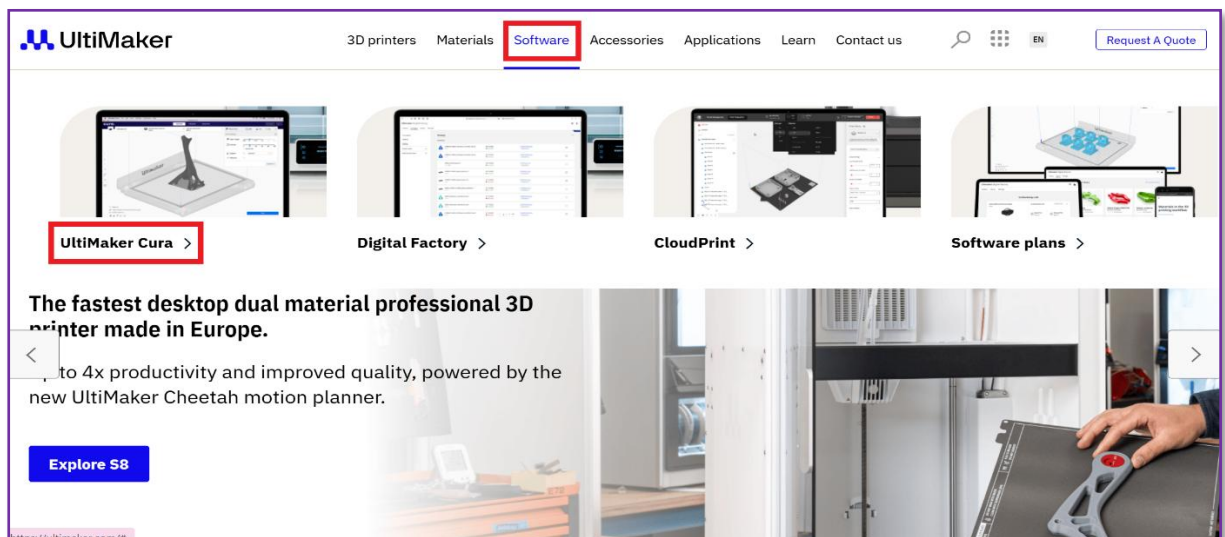 UltiMaker
3D printers Materials Software Accessories Applications Learn Contact us EN Request A Quote
UltiMaker Cura > Digital Factory > CloudPrint > Software plans >
The fastest desktop dual material professional 3D
printer made in Europe.
to 4x productivity and improved quality, powered by the
new UltiMaker Cheetah motion planner.
Explore S8